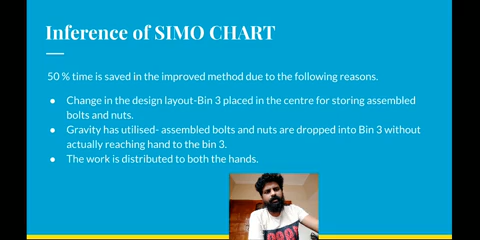 Inference of SIMO CHART
50 % time is saved in the improved method due to the following reasons.
● Change in the design layout-Bin 3 placed in the centre for storing assembled
bolts and nuts.
● Gravity has utilised- assembled bolts and nuts are dropped into Bin 3 without
actually reaching hand to the bin 3.
● The work is distributed to both the hands.